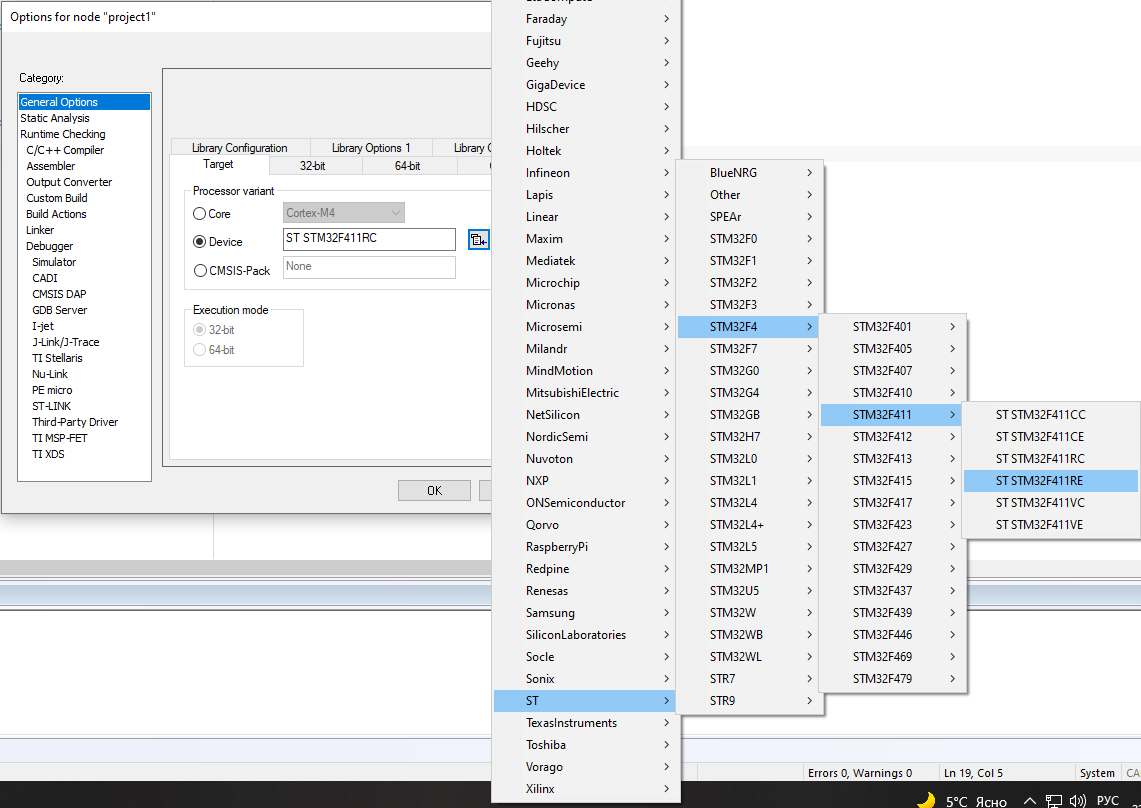 Options for node "project1"
Category:
General Options
Static Analysis
Runtime Checking
C/C++ Compiler
Assembler
Output Converter
Custom Build
Build Actions
Linker
Debugger
Simulator
CADI
CMSIS DAP
GDB Server
I-jet
J-Link/J-Trace
TI Stellaris
Nu-Link
PE micro
ST-LINK
Third-Party Driver
TI MSP-FET
TI XDS
Library Configuration
Library Options 1
Library
Target
32-bit
64-bit
Processor variant
Core
Cortex-M4
Device
ST STM32F411RC
CMSIS-Pack
None
Execution mode
32-bit
64-bit
OK
Faraday
Fujitsu
Geehy
GigaDevice
HDSC
Hilscher
Holtek
Infineon
Lapis
Linear
Maxim
Mediatek
Microchip
Micronas
Microsemi
Milandr
MindMotion
MitsubishiElectric
NetSilicon
NordicSemi
Nuvoton
NXP
ONSemiconductor
Qorvo
RaspberryPi
Redpine
Renesas
Samsung
SiliconLaboratories
Socle
Sonix
ST
TexasInstruments
Toshiba
Vorago
Xilinx
BlueNRG
Other
SPEAr
STM32F0
STM32F1
STM32F2
STM32F3
STM32F4
STM32F7
STM32G0
STM32G4
STM32GB
STM32H7
STM32L0
STM32L1
STM32L4
STM32L4+
STM32L5
STM32MP1
STM32U5
STM32W
STM32WB
STM32WL
STR7
STR9
STM32F401
STM32F405
STM32F407
STM32F410
STM32F411
STM32F412
STM32F413
STM32F415
STM32F417
STM32F423
STM32F427
STM32F429
STM32F437
STM32F439
STM32F446
STM32F469
STM32F479
ST STM32F411CC
ST STM32F411CE
ST STM32F411RC
ST STM32F411RE
ST STM32F411VC
ST STM32F411VE
Errors 0, Warnings 0
Ln 19, Col 5
System
CA
5°C Ясно
РУС